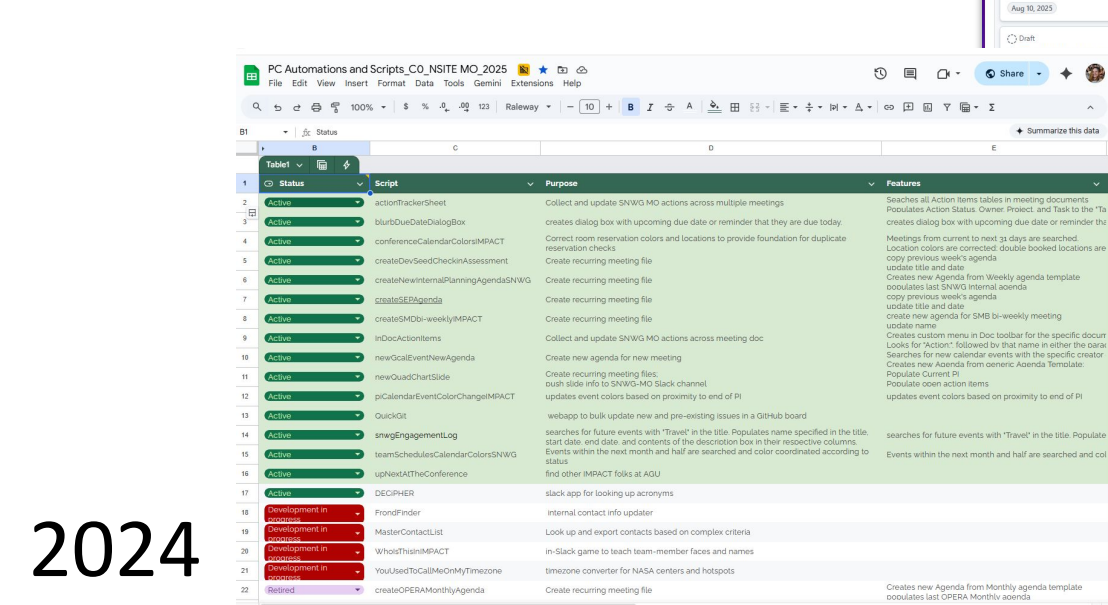 Aug 10, 2025
Draft
PC Automations and Scripts_C0_NSITE MO_2025
File Edit View Insert Format Data Tools Gemini Extensions Help
Share
100% $ % .0 .00 123 Raleway − 10 + B I A Σ
B1 fx Status
Summarize this data
B C D E
Table1
1 Status Script Purpose Features
2 Active actionTrackerSheet Collect and update SNWG MO actions across multiple meetings Seaches all Action Items tables in meeting documents
Populates Action Status, Owner, Project, and Task to the "Ta
3 Active blurbDueDateDialogBox creates dialog box with upcoming due date or reminder that they are due today. creates dialog box with upcoming due date or reminder tha
4 Active conferenceCalendarColorsIMPACT Correct room reservation colors and locations to provide foundation for duplicate Meetings from current to next 31 days are searched.
reservation checks Location colors are corrected; double booked locations are
5 Active createDevSeedCheckinAssessment Create recurring meeting file copy previous week's agenda
update title and date
6 Active createNewInternalPlanningAgendaSNWG Create recurring meeting file Creates new Agenda from Weekly agenda template
populates last SNWG Internal agenda
7 Active createSEPAgenda Create recurring meeting file copy previous week's agenda
update title and date
8 Active createSMDbi-weeklyIMPACT Create recurring meeting file create new agenda for SMB bi-weekly meeting
update name
9 Active InDocActionItems Collect and update SNWG MO actions across meeting doc Creates custom menu in Doc toolbar for the specific docum
Looks for "Action:", followed by that name in either the parag
10 Active newGcalEventNewAgenda Create new agenda for new meeting Searches for new calendar events with the specific creator
Creates new Agenda from generic Agenda Template:
11 Active newQuadChartSlide Create recurring meeting files; Populate Current PI
push slide info to SNWG-MO Slack channel Populate open action items
12 Active piCalendarEventColorChangeIMPACT updates event colors based on proximity to end of PI updates event colors based on proximity to end of PI
13 Active QuickGit webapp to bulk update new and pre-existing issues in a GitHub board
14 Active snwgEngagementLog searches for future events with "Travel" in the title. Populates name specified in the title, searches for future events with "Travel" in the title. Populate
start date, end date, and contents of the description box in their respective columns.
15 Active teamSchedulesCalendarColorsSNWG Events within the next month and half are searched and color coordinated according to Events within the next month and half are searched and col
status
16 Active upNextAtTheConference find other IMPACT folks at AGU
17 Active DECiPHER slack app for looking up acronyms
18 Development in progress FrondFinder internal contact info updater
19 Development in progress MasterContactList Look up and export contacts based on complex criteria
20 Development in progress WhoIsThisInIMPACT in-Slack game to teach team-member faces and names
21 Development in progress YouUsedToCallMeOnMyTimezone timezone converter for NASA centers and hotspots
22 Retired createOPERAMonthlyAgenda Create recurring meeting file Creates new Agenda from Monthly agenda template
populates last OPERA Monthly agenda
2024